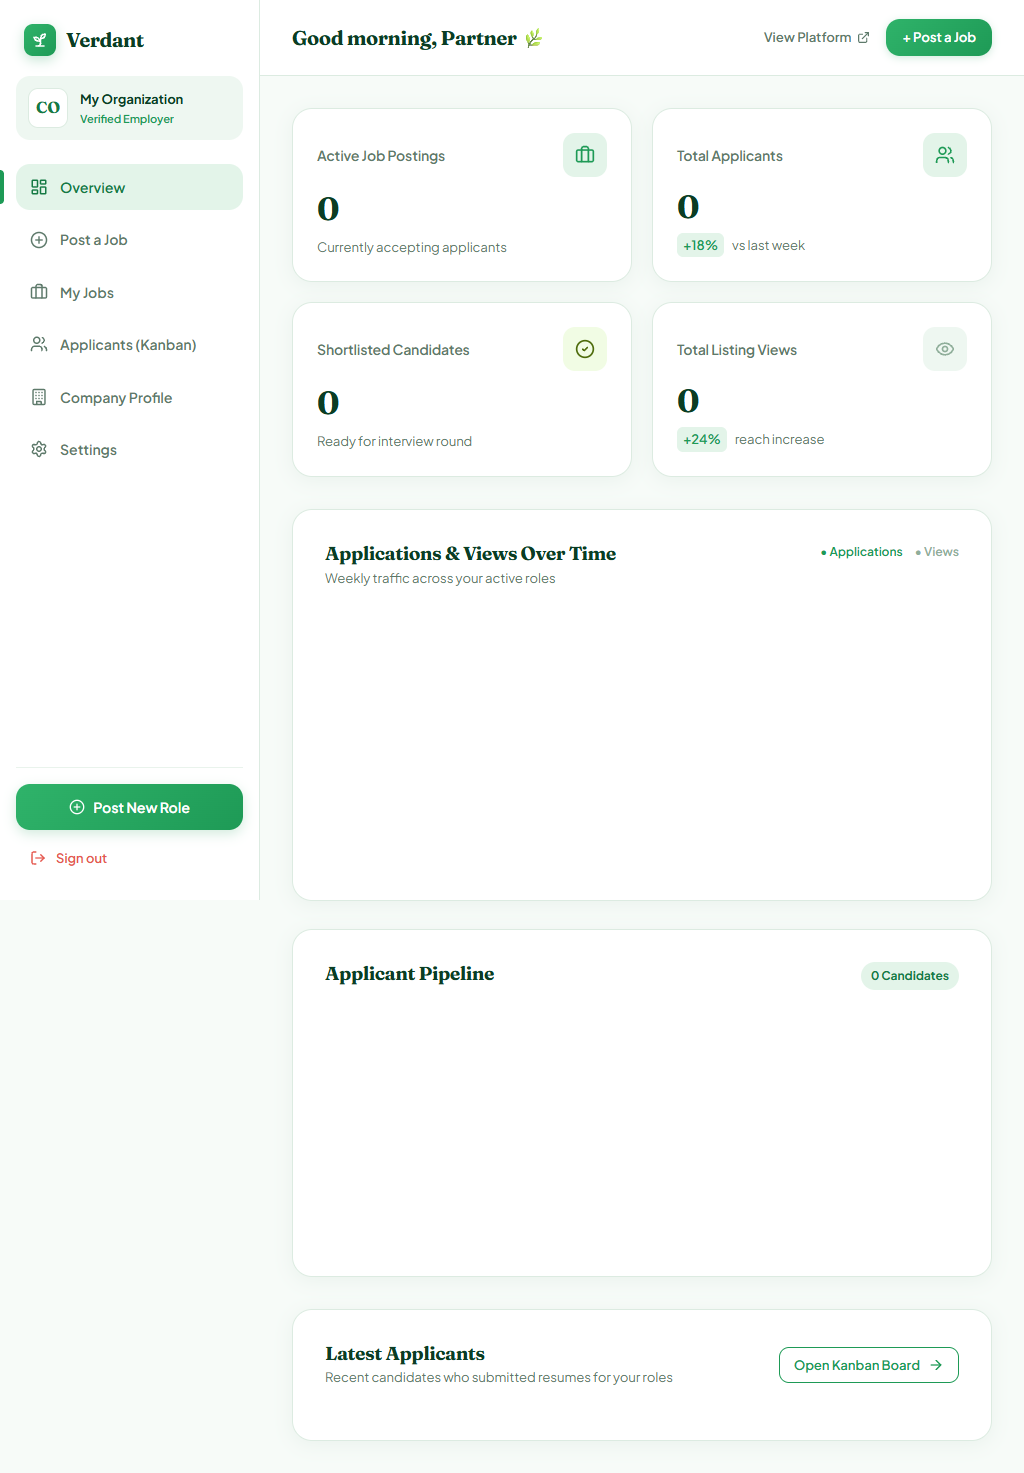 Verdant
CO
My Organization
Verified Employer
Overview
Post a Job
My Jobs
Applicants (Kanban)
Company Profile
Settings
Post New Role
Sign out
Good morning, Partner 🌿
View Platform
+ Post a Job
Active Job Postings
0
Currently accepting applicants
Total Applicants
0
+18% vs last week
Shortlisted Candidates
0
Ready for interview round
Total Listing Views
0
+24% reach increase
Applications & Views Over Time
Weekly traffic across your active roles
● Applications ● Views
Applicant Pipeline
0 Candidates
Latest Applicants
Recent candidates who submitted resumes for your roles
Open Kanban Board